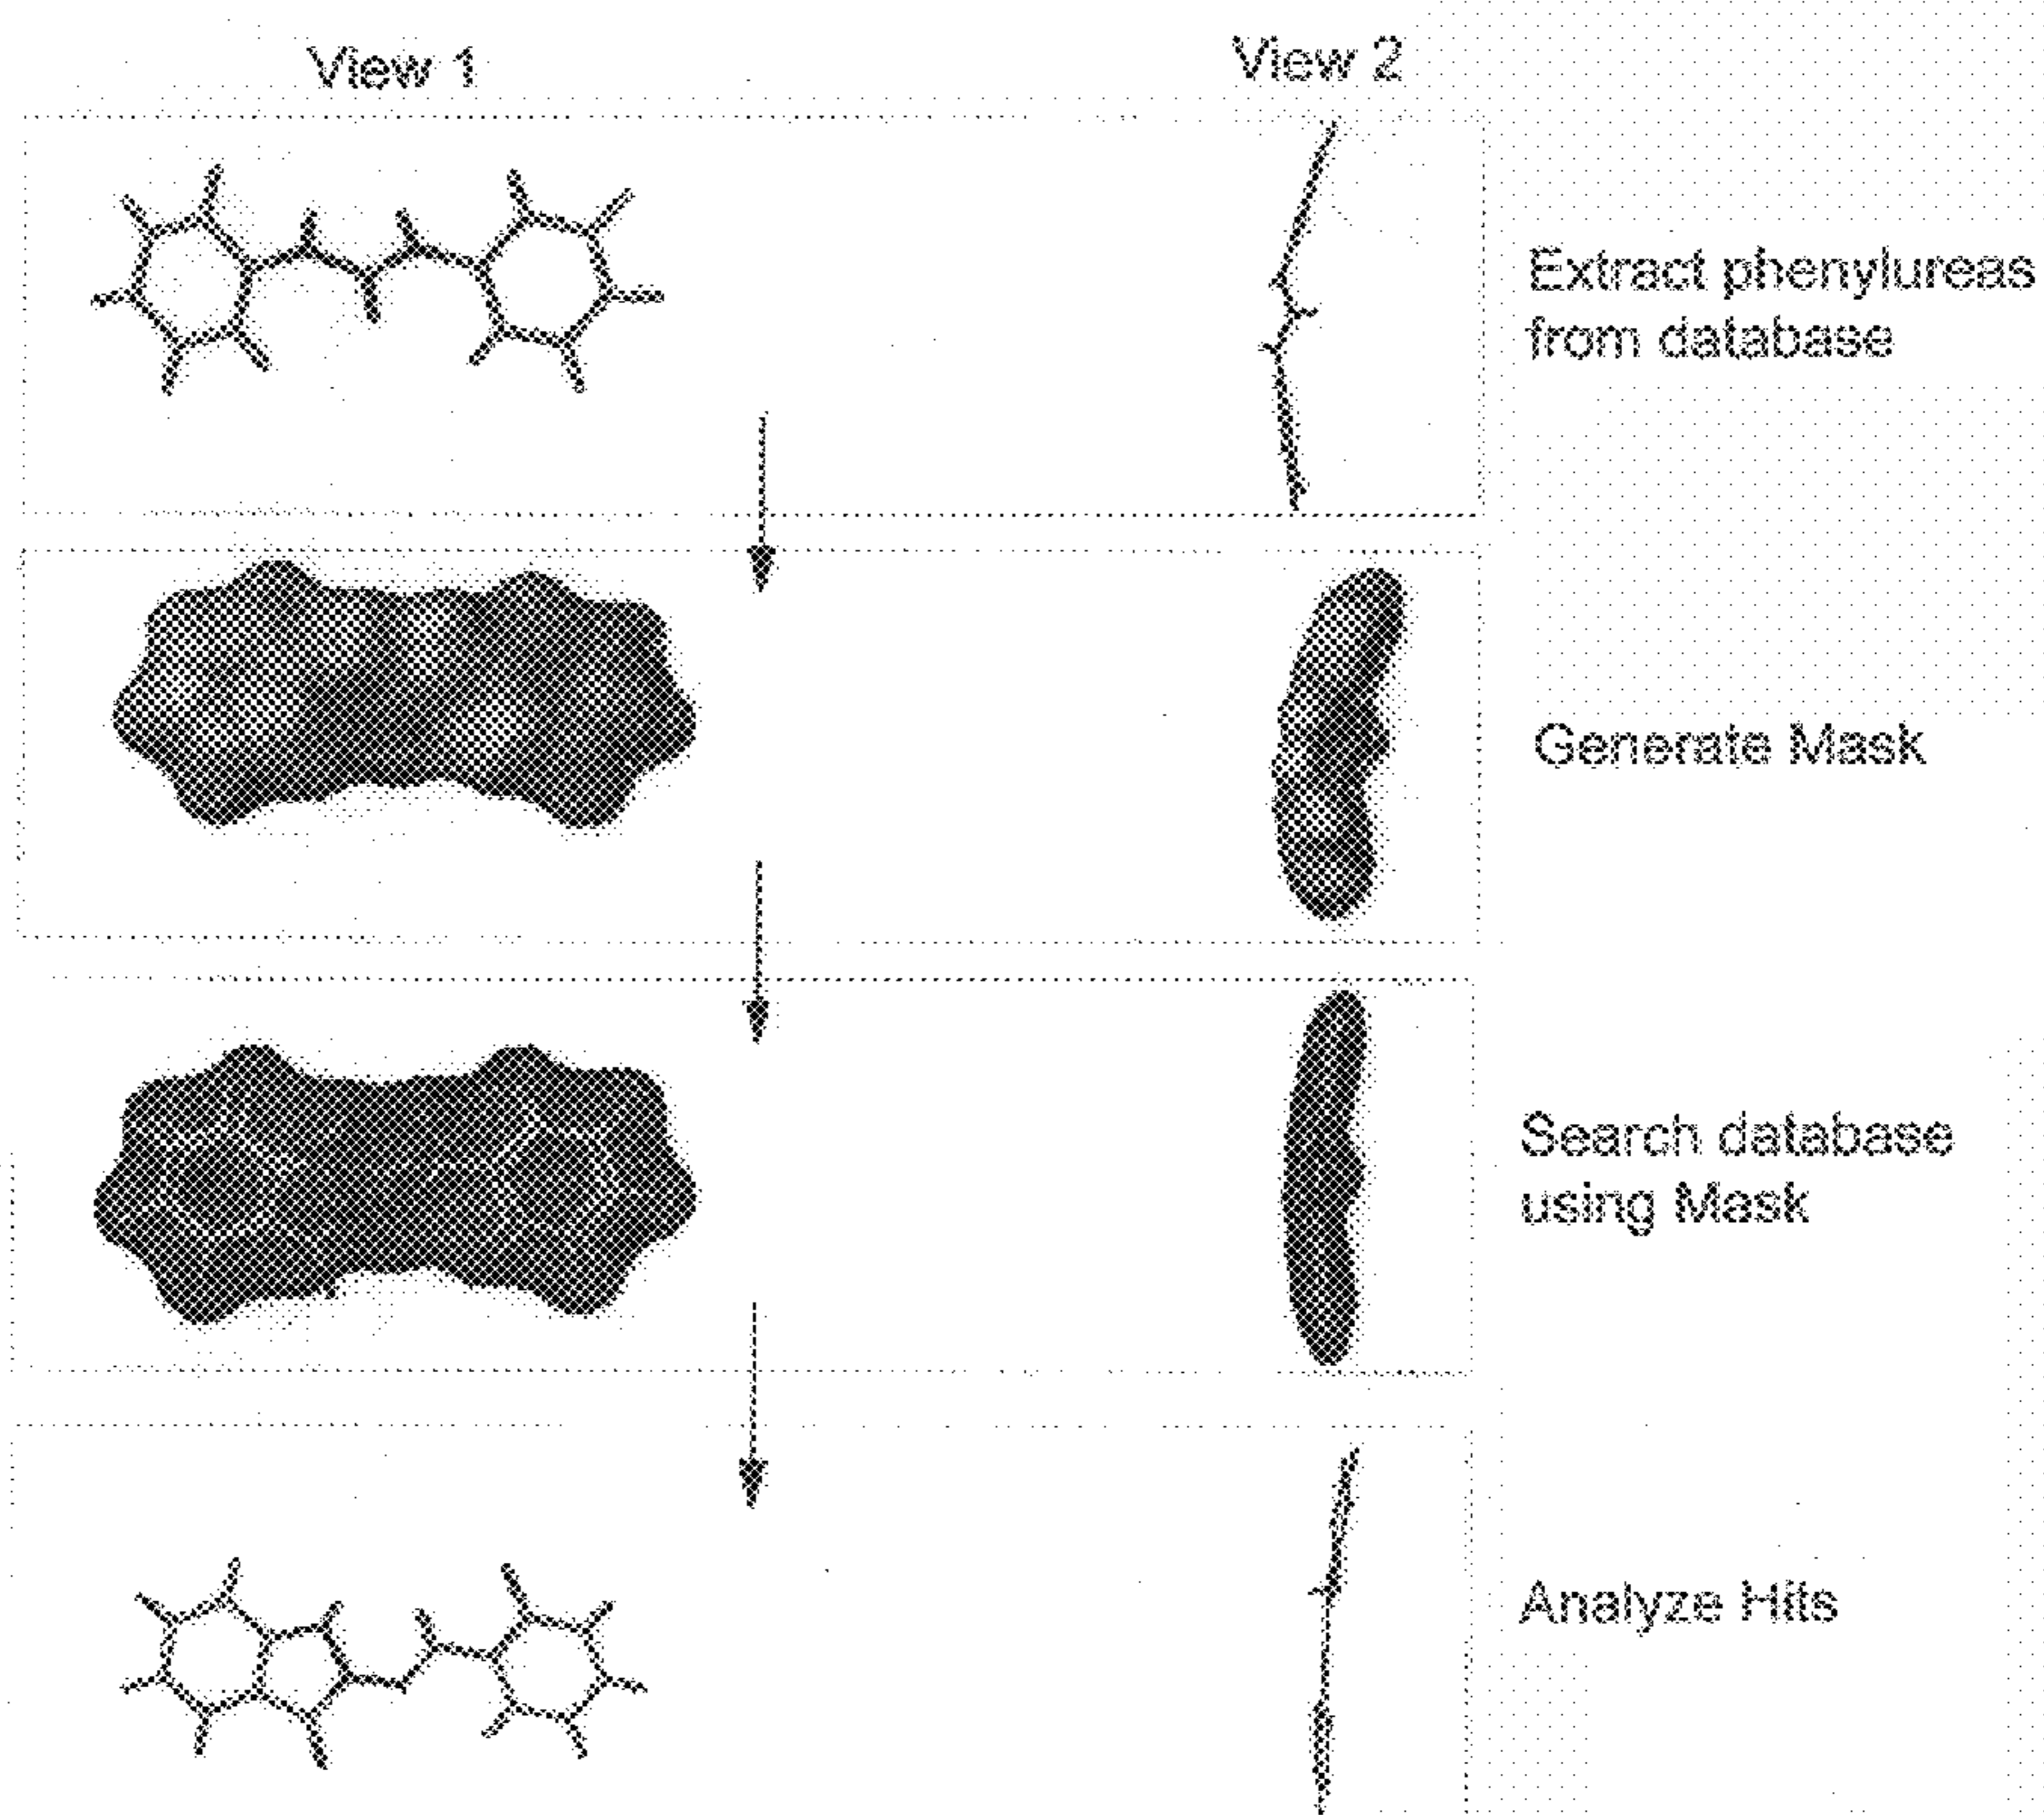 View 1
View 2
Extract phenylureas
from database
Generate Mask
Search database
using Mask
Analyze Hits